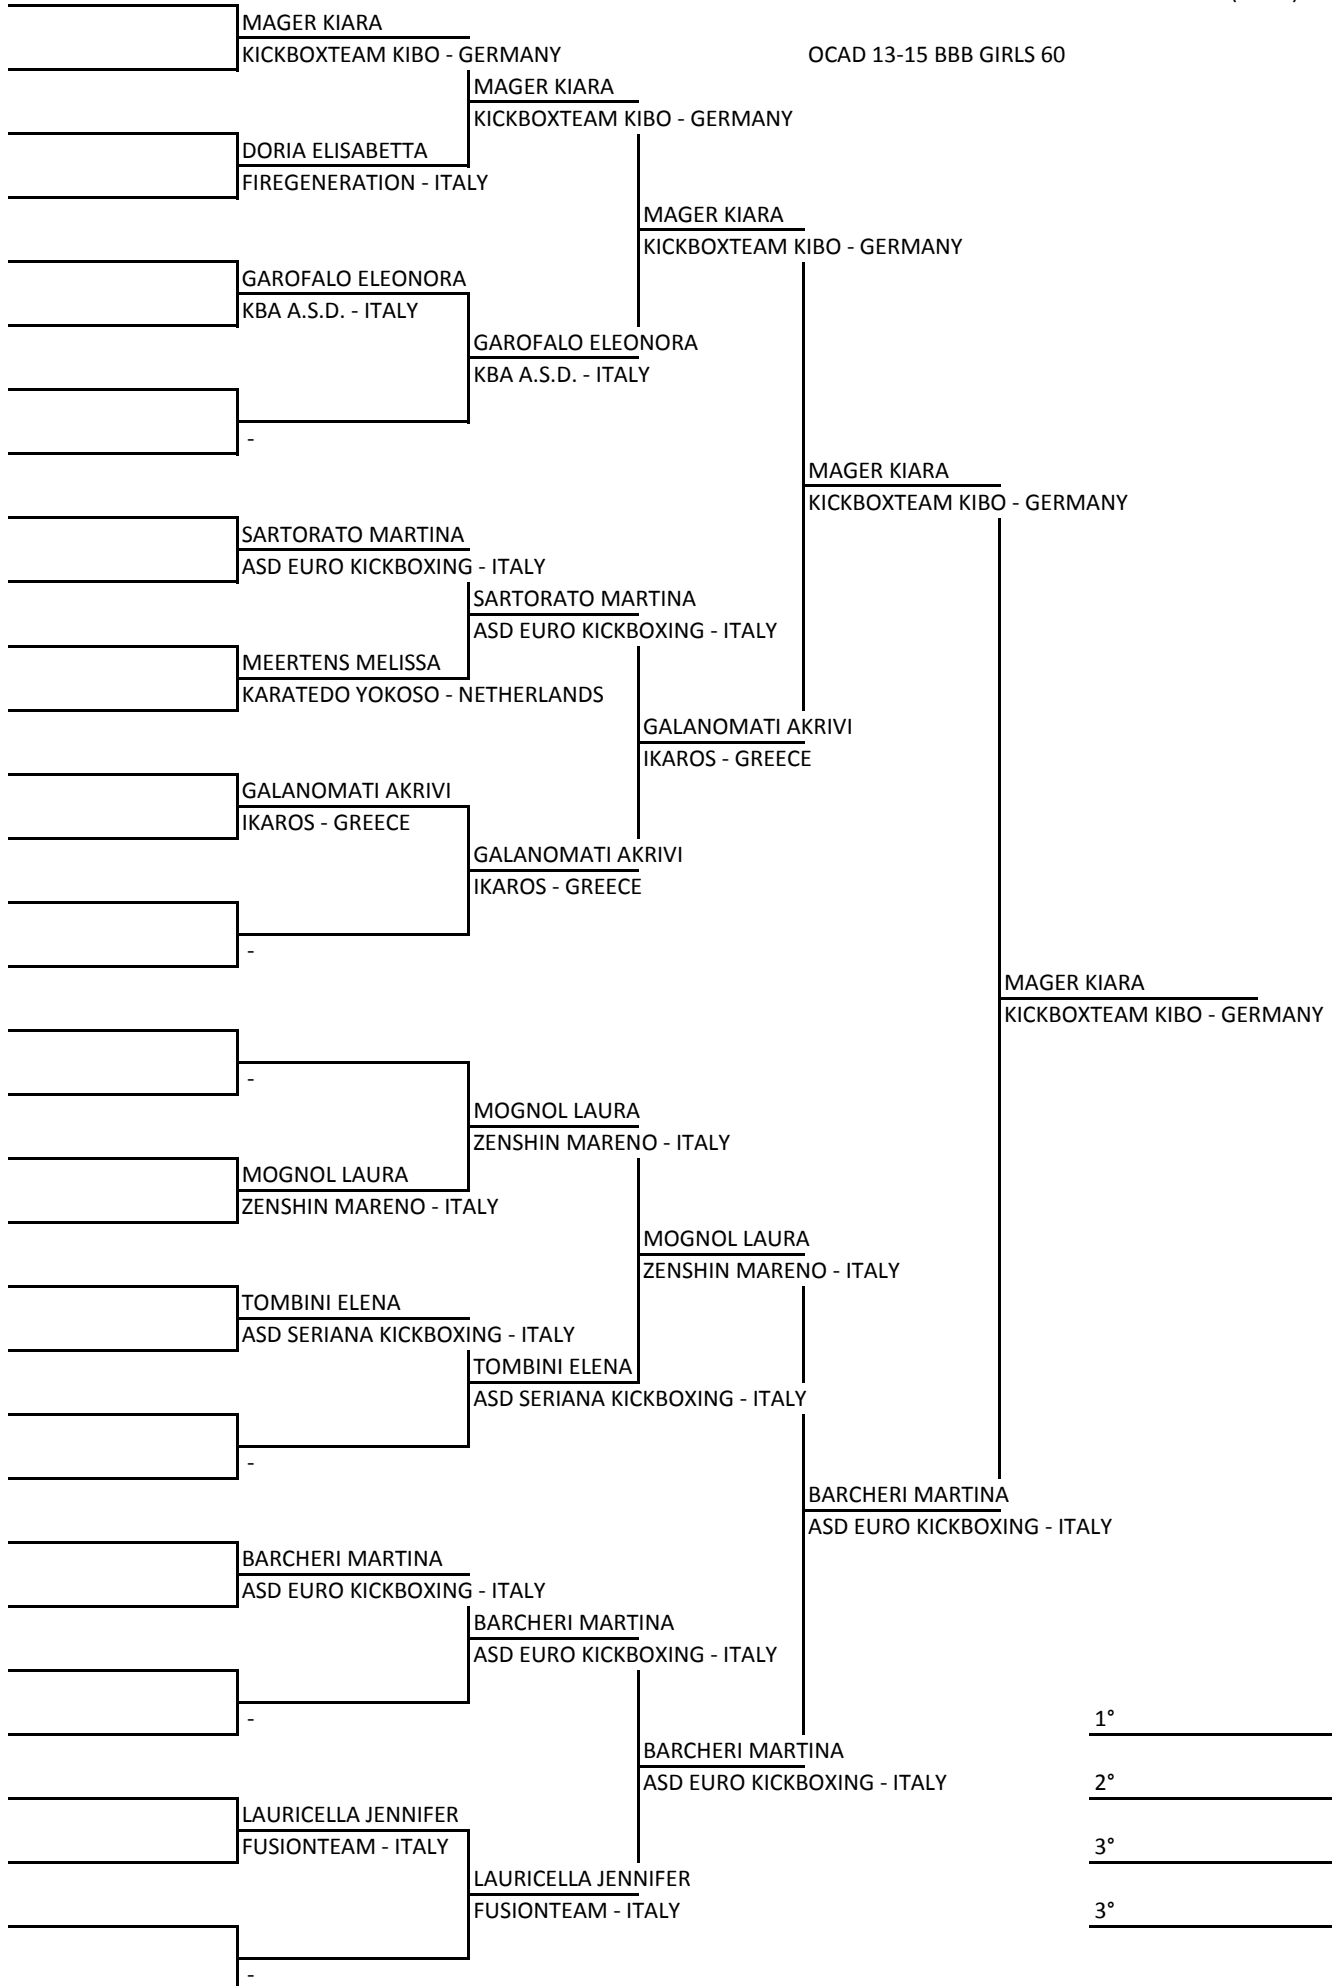 MAGER KIARA
KICKBOXTEAM KIBO - GERMANY
OCAD 13-15 BBB GIRLS 60
MAGER KIARA
KICKBOXTEAM KIBO - GERMANY
DORIA ELISABETTA
FIREGENERATION - ITALY
MAGER KIARA
KICKBOXTEAM KIBO - GERMANY
GAROFALO ELEONORA
KBA A.S.D. - ITALY
GAROFALO ELEONORA
KBA A.S.D. - ITALY
-
MAGER KIARA
KICKBOXTEAM KIBO - GERMANY
SARTORATO MARTINA
ASD EURO KICKBOXING - ITALY
SARTORATO MARTINA
ASD EURO KICKBOXING - ITALY
MEERTENS MELISSA
KARATEDO YOKOSO - NETHERLANDS
GALANOMATI AKRIVI
IKAROS - GREECE
GALANOMATI AKRIVI
IKAROS - GREECE
GALANOMATI AKRIVI
IKAROS - GREECE
-
MAGER KIARA
KICKBOXTEAM KIBO - GERMANY
-
MOGNOL LAURA
ZENSHIN MARENO - ITALY
MOGNOL LAURA
ZENSHIN MARENO - ITALY
MOGNOL LAURA
ZENSHIN MARENO - ITALY
TOMBINI ELENA
ASD SERIANA KICKBOXING - ITALY
TOMBINI ELENA
ASD SERIANA KICKBOXING - ITALY
-
BARCHERI MARTINA
ASD EURO KICKBOXING - ITALY
BARCHERI MARTINA
ASD EURO KICKBOXING - ITALY
BARCHERI MARTINA
ASD EURO KICKBOXING - ITALY
-
1°
BARCHERI MARTINA
ASD EURO KICKBOXING - ITALY
2°
LAURICELLA JENNIFER
FUSIONTEAM - ITALY
3°
LAURICELLA JENNIFER
FUSIONTEAM - ITALY
3°
-